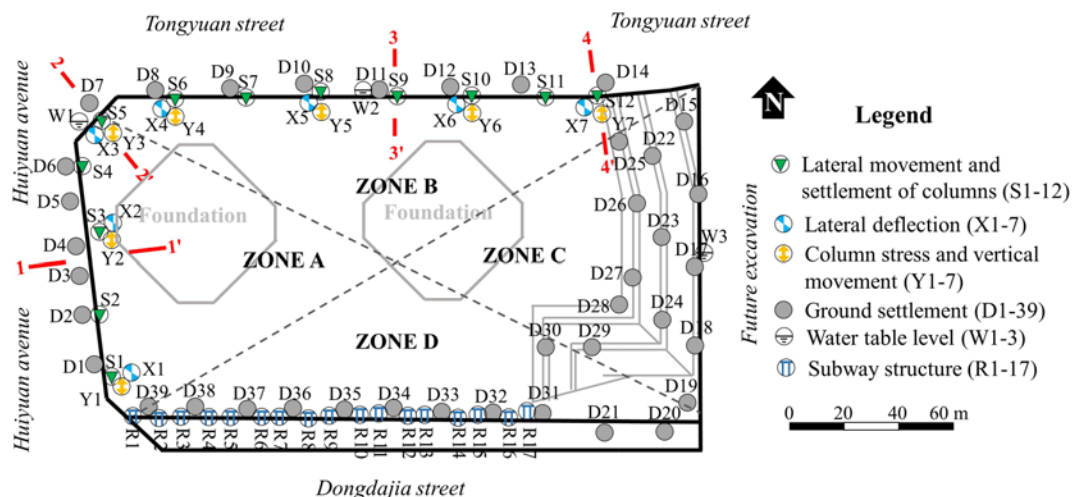 Tongyuan street
Tongyuan street
3
4
2
D7
D8
S6
D9
S7
D10
S8
D11
S9
D12
S10
D13
S11
D14
W1
S5
X3
Y3
X4
Y4
X5
Y5
W2
X6
Y6
X7
S12
Y7
D15
N
Legend
Huiyuan avenue
D6
S4
2'
3'
4'
D25
D22
D16
Lateral movement and
settlement of columns (S1-12)
D5
S3
X2
Y2
Foundation
ZONE B
Foundation
D26
D23
Lateral deflection (X1-7)
D4
1
1'
ZONE A
ZONE C
D17
W3
Column stress and vertical
movement (Y1-7)
D3
D27
Future excavation
D2
S2
D28
D24
Ground settlement (D1-39)
Huiyuan avenue
ZONE D
D30
D29
D18
Water table level (W1-3)
D1
S1
X1
Subway structure (R1-17)
Y1
D39
D38
D37
D36
D35
D34
D33
D32
D31
D19
D21
D20
0
20
40
60 m
R1
R2
R3
R4
R5
R6
R7
R8
R9
R10
R11
R12
R13
R14
R15
R16
R17
Dongdajia street